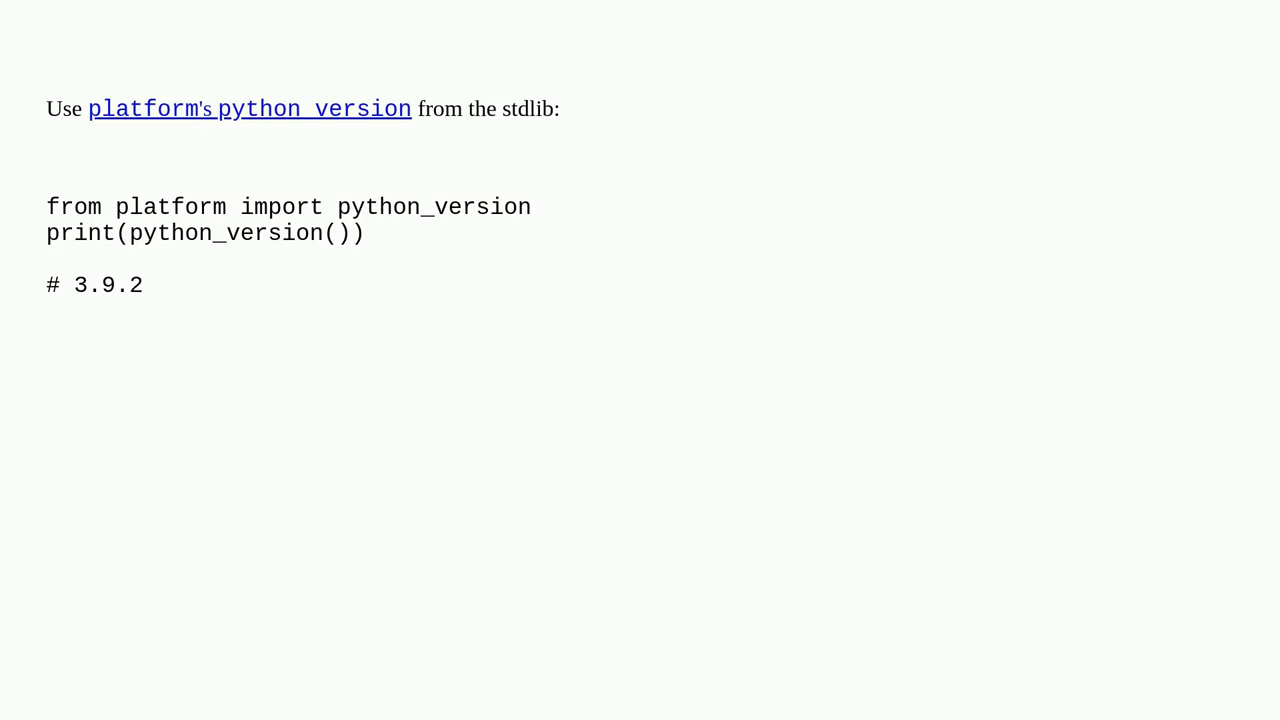 Use platform's python_version from the stdlib:
from platform import python_version
print(python_version())
# 3.9.2